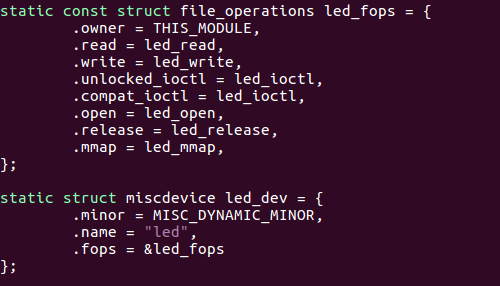 static const struct file_operations led_fops = {
        .owner = THIS_MODULE,
        .read = led_read,
        .write = led_write,
        .unlocked_ioctl = led_ioctl,
        .compat_ioctl = led_ioctl,
        .open = led_open,
        .release = led_release,
        .mmap = led_mmap,
};

static struct miscdevice led_dev = {
        .minor = MISC_DYNAMIC_MINOR,
        .name = "led",
        .fops = &led_fops
};